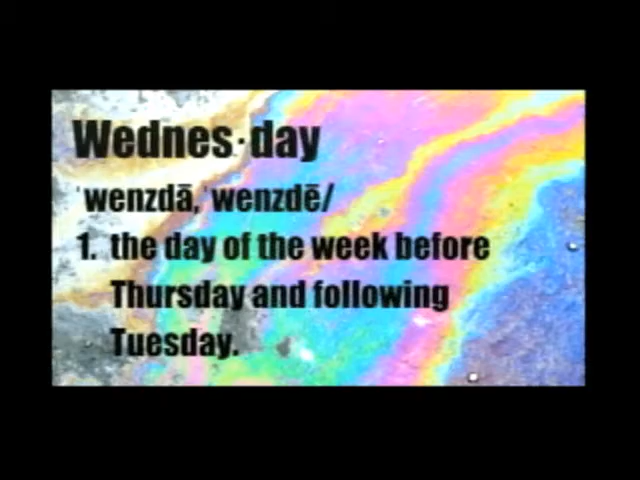 Wednes·day
ˈwenzdā,ˈwenzdē/
1. the day of the week before
Thursday and following
Tuesday.